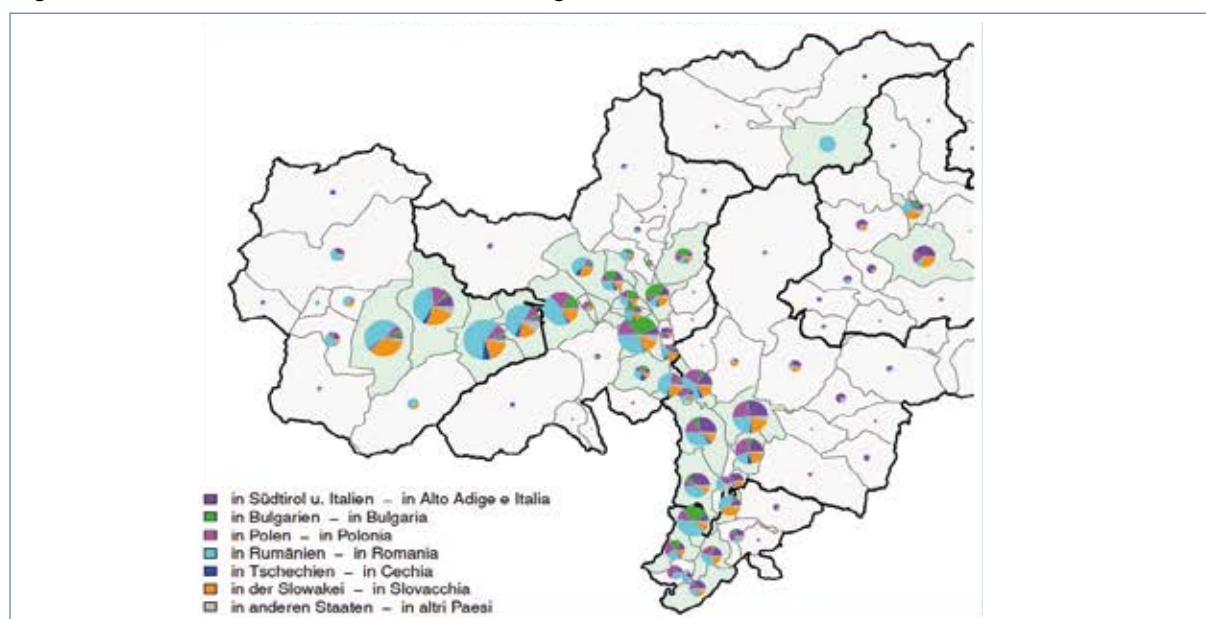 in Südtirol u. Italien – in Alto Adige e Italia
in Bulgarien – in Bulgaria
in Polen – in Polonia
in Rumänien – in Romania
in Tschechien – in Cechia
in der Slowakei – in Slovacchia
in anderen Staaten – in altri Paesi